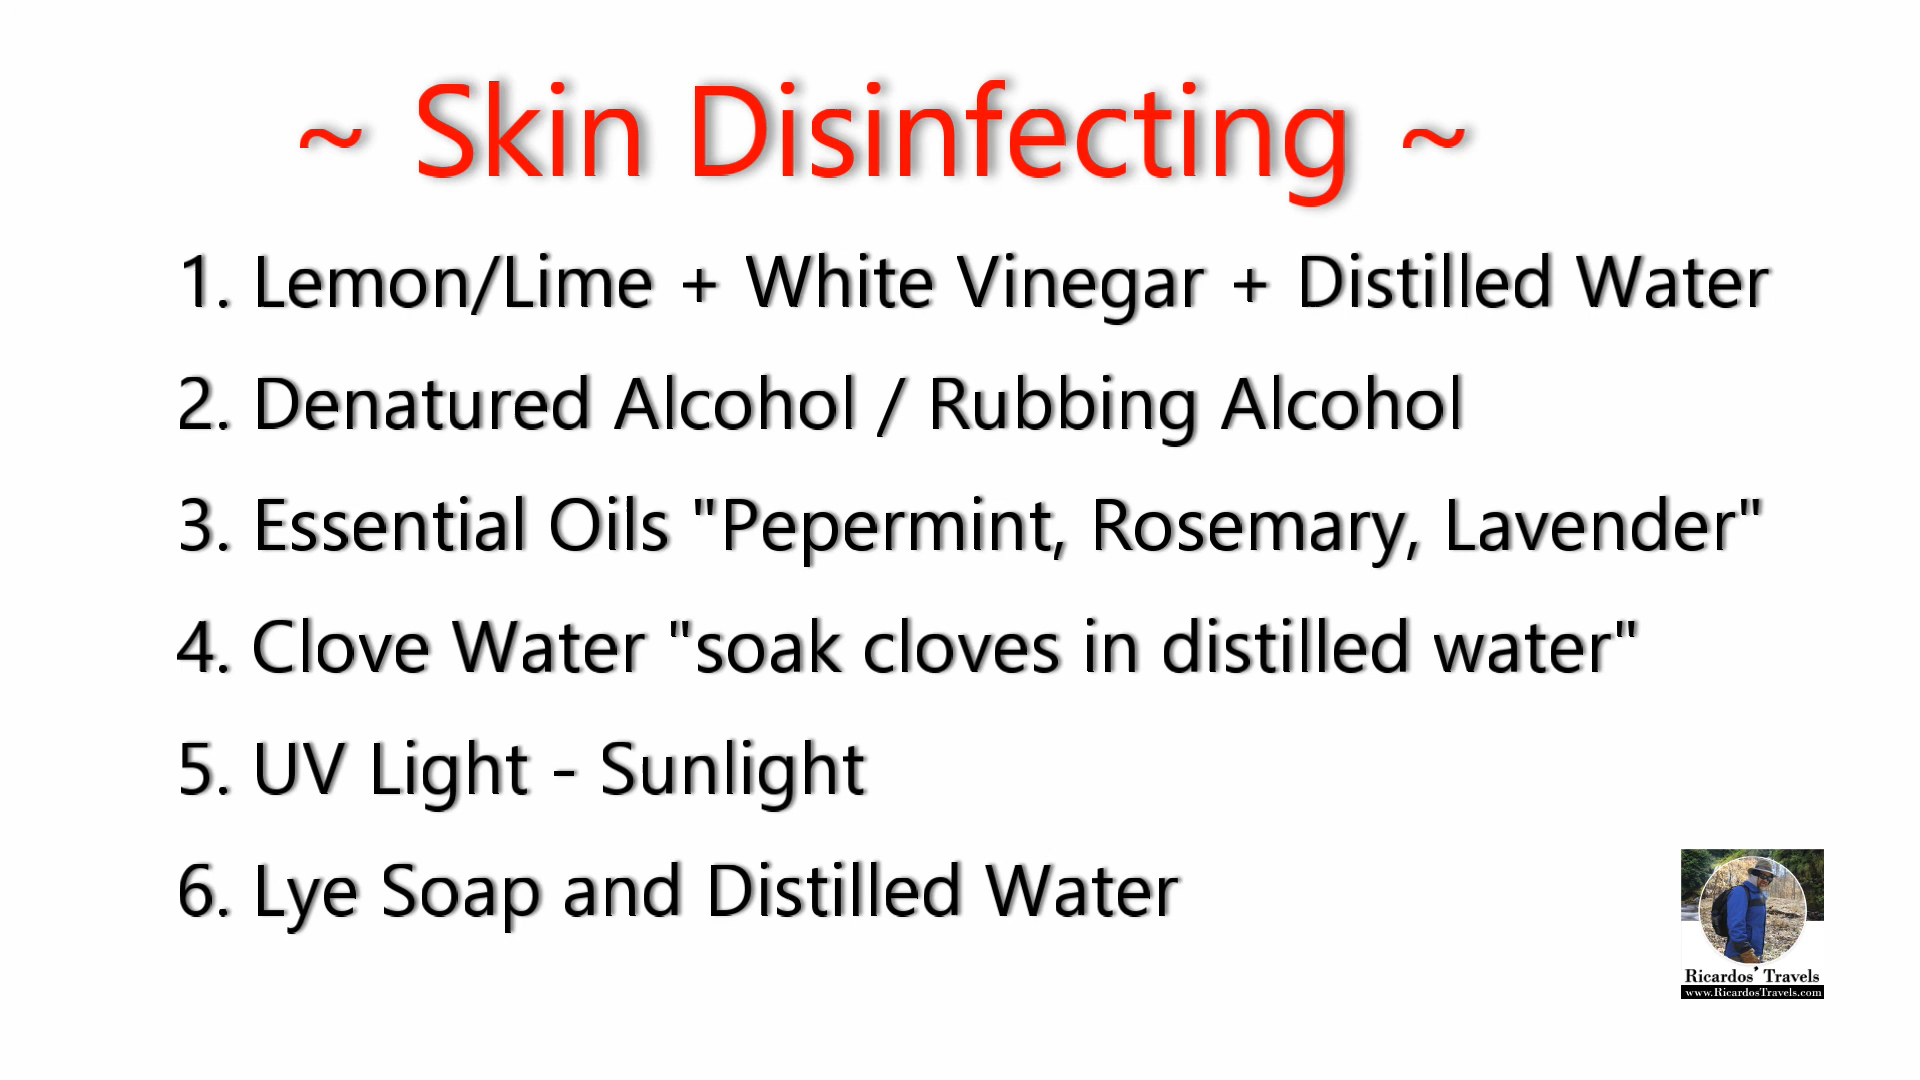 ~ Skin Disinfecting ~
1. Lemon/Lime + White Vinegar + Distilled Water
2. Denatured Alcohol / Rubbing Alcohol
3. Essential Oils "Pepermint, Rosemary, Lavender"
4. Clove Water "soak cloves in distilled water"
5. UV Light - Sunlight
6. Lye Soap and Distilled Water
Ricardos' Travels
www.RicardosTravels.com